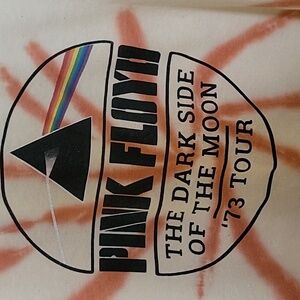 PINK FLOYD
THE DARK SIDE
OF THE MOON
'73 TOUR